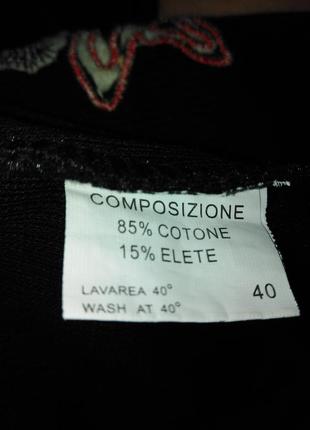 COMPOSIZIONE
85% COTONE
15% ELETE
LAVAREA 40°
WASH AT 40°
40